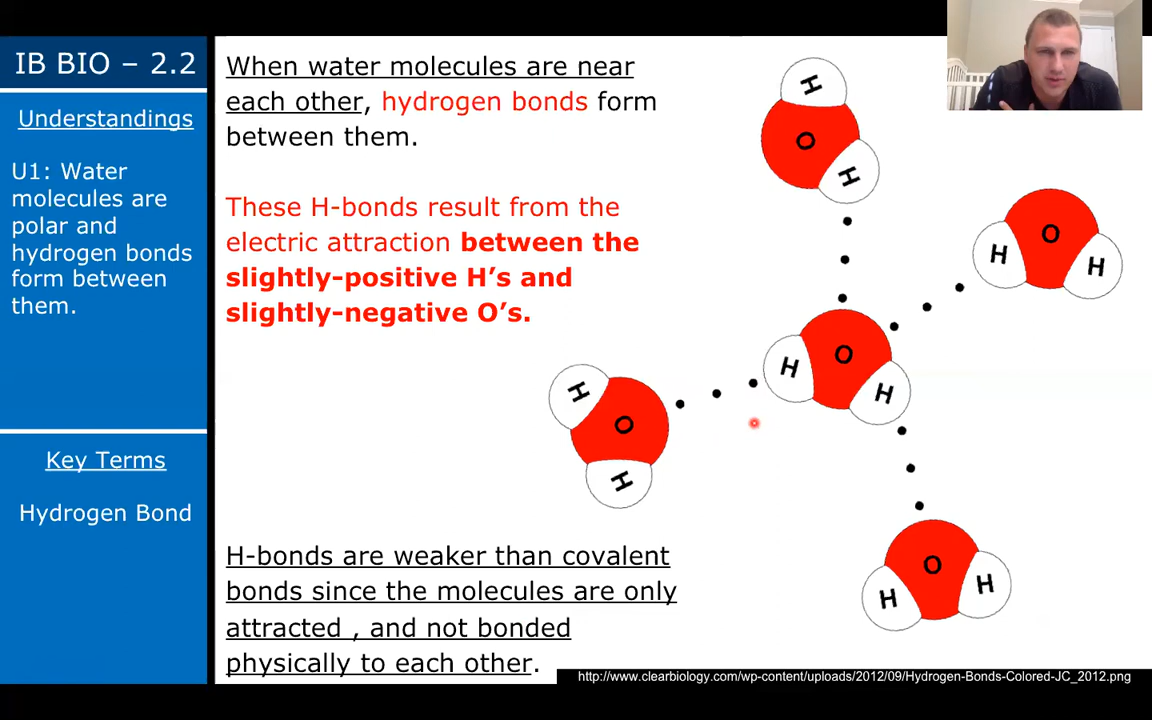 IB BIO – 2.2
Understandings
U1: Water
molecules are
polar and
hydrogen bonds
form between
them.
Key Terms
Hydrogen Bond
When water molecules are near
each other, hydrogen bonds form
between them.
These H-bonds result from the
electric attraction between the
slightly-positive H’s and
slightly-negative O’s.
H-bonds are weaker than covalent
bonds since the molecules are only
attracted , and not bonded
physically to each other.
H
O
H
O
H
H
O
H
H
H
O
H
O
H
H
http://www.clearbiology.com/wp-content/uploads/2012/09/Hydrogen-Bonds-Colored-JC_2012.png